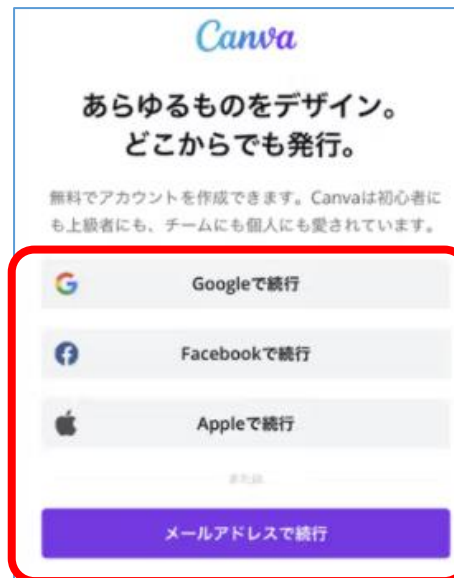 Canva
あらゆるものをデザイン。
どこからでも発行。
無料でアカウントを作成できます。Canvaは初心者に
も上級者にも、チームにも個人にも愛されています。
Googleで続行
Facebookで続行
Appleで続行
または
メールアドレスで続行